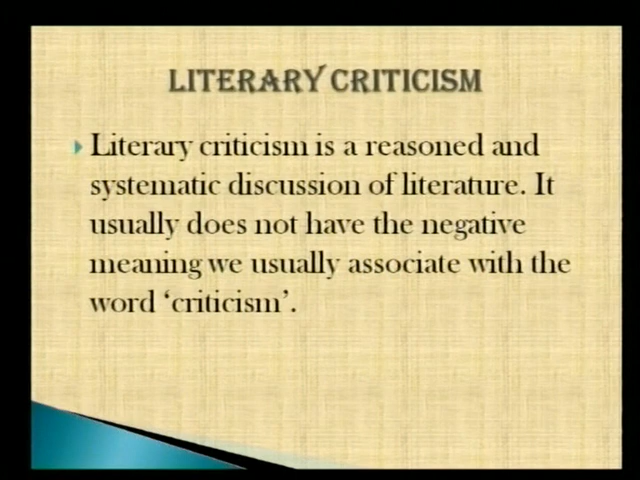 LITERARY CRITICISM
Literary criticism is a reasoned and
systematic discussion of literature. It
usually does not have the negative
meaning we usually associate with the
word ‘criticism’.